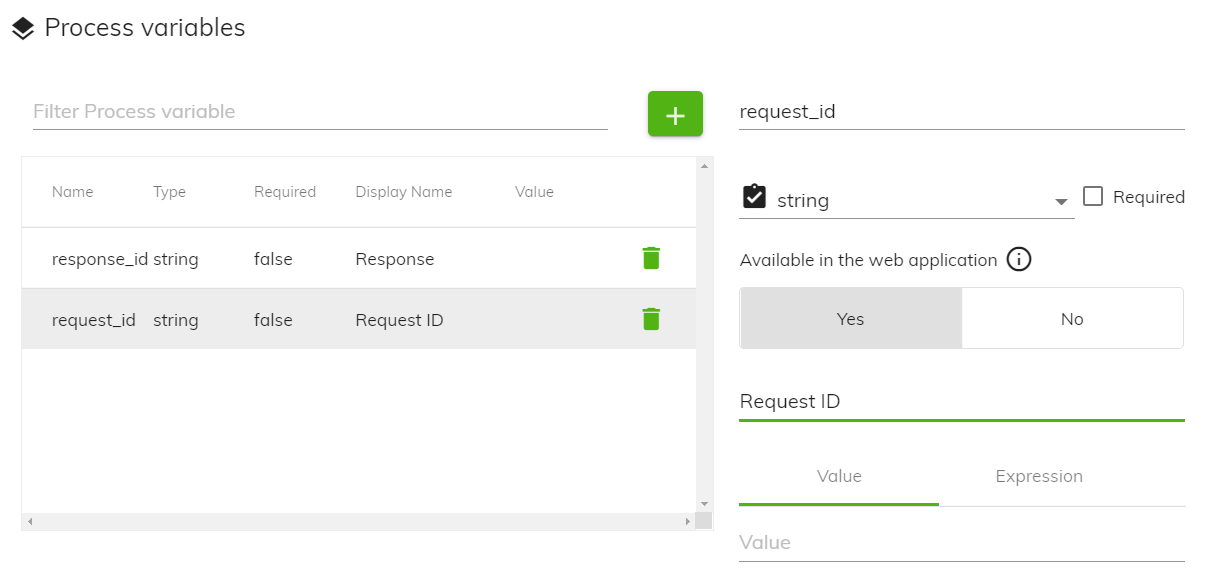 Process variables
Filter Process variable
+
Name Type Required Display Name Value
response_id string false Response
request_id string false Request ID
request_id
string
Required
Available in the web application
Yes No
Request ID
Value Expression
Value